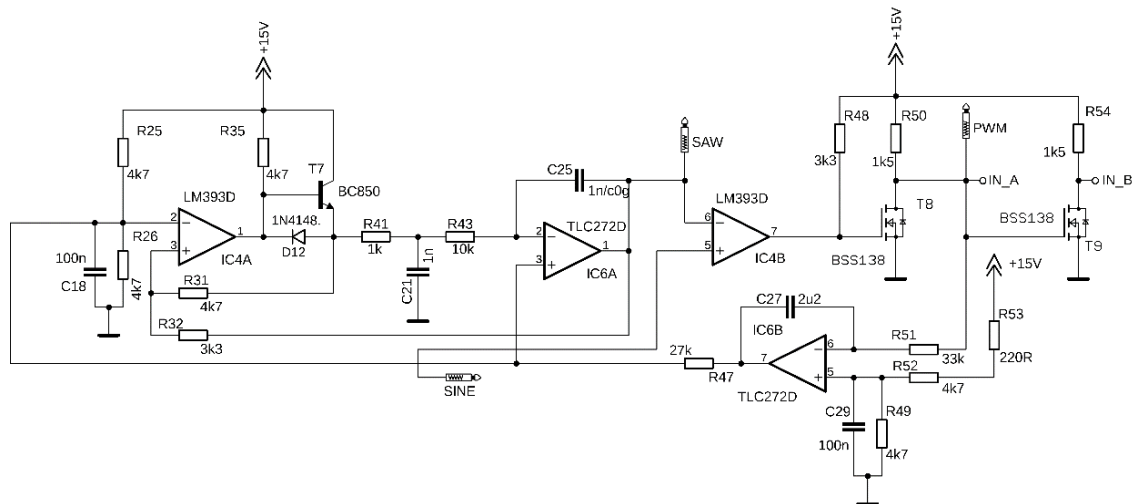 +15V
+15V
R25
4k7
R35
4k7
T7
BC850
LM393D
2
3
1
IC4A
1N4148.
D12
R26
4k7
100n
C18
R31
4k7
R32
3k3
R41
1k
R43
10k
1n
C21
C25
1n/c0g
TLC272D
2
3
1
IC6A
SAW
LM393D
6
5
7
IC4B
R48
3k3
R50
1k5
PWM
R54
1k5
IN_A
IN_B
T8
BSS138
BSS138
T9
+15V
R53
220R
C27
2u2
IC6B
6
5
7
TLC272D
R51
33k
R52
4k7
27k
R47
SINE
C29
100n
R49
4k7